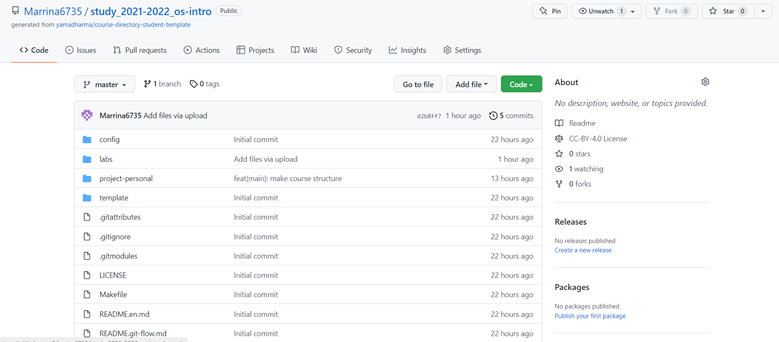 Marrina6735 / study_2021-2022_os-intro Public
generated from yamadharma/course-directory-student-template
Pin Unwatch 1 Fork 0 Star 0
Code Issues Pull requests Actions Projects Wiki Security Insights Settings
master 1 branch 0 tags Go to file Add file Code
Marrina6735 Add files via upload d2b8ff7 1 hour ago 5 commits
config Initial commit 22 hours ago
labs Add files via upload 1 hour ago
project-personal feat(main): make course structure 13 hours ago
template Initial commit 22 hours ago
.gitattributes Initial commit 22 hours ago
.gitignore Initial commit 22 hours ago
.gitmodules Initial commit 22 hours ago
LICENSE Initial commit 22 hours ago
Makefile Initial commit 22 hours ago
README.en.md Initial commit 22 hours ago
README.git-flow.md Initial commit 22 hours ago
About
No description, website, or topics provided.
Readme
CC-BY-4.0 License
0 stars
1 watching
0 forks
Releases
No releases published
Create a new release
Packages
No packages published
Publish your first package